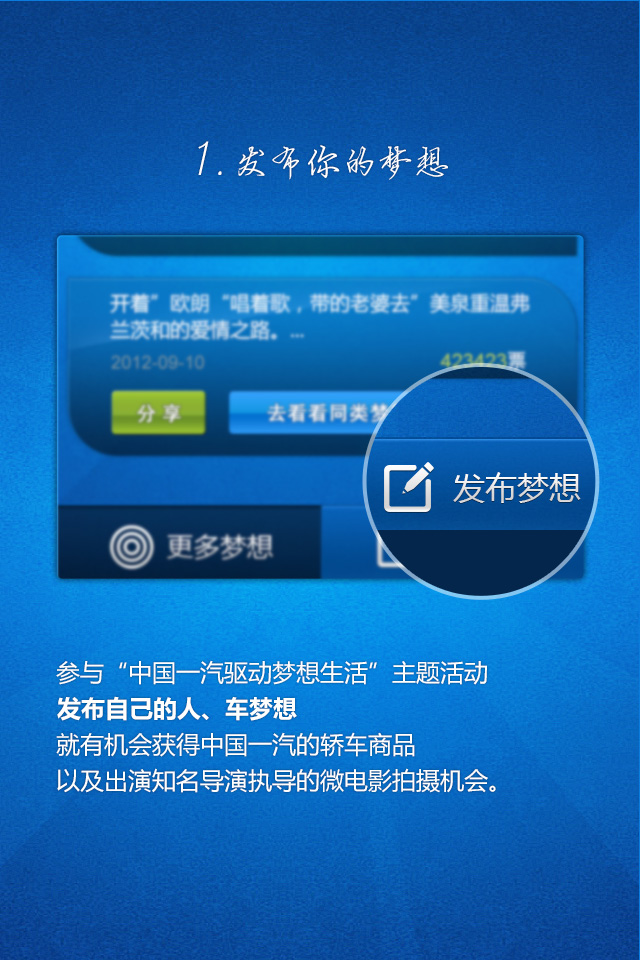 1.发布你的梦想
开着”欧朗“唱着歌，带的老婆去”美泉重温弗
兰茨和的爱情之路。...
2012-09-10
423423票
分享
去看看同类梦
更多梦想
发布梦想
参与“中国一汽驱动梦想生活”主题活动
发布自己的人、车梦想
就有机会获得中国一汽的轿车商品
以及出演知名导演执导的微电影拍摄机会。